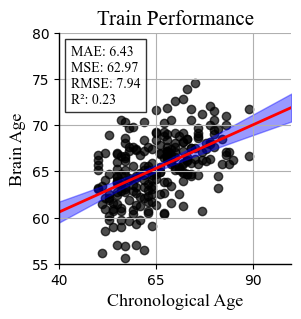 Train Performance
80
75
70
65
60
55
MAE: 6.43
MSE: 62.97
RMSE: 7.94
R²: 0.23
Brain Age
40 65 90
Chronological Age